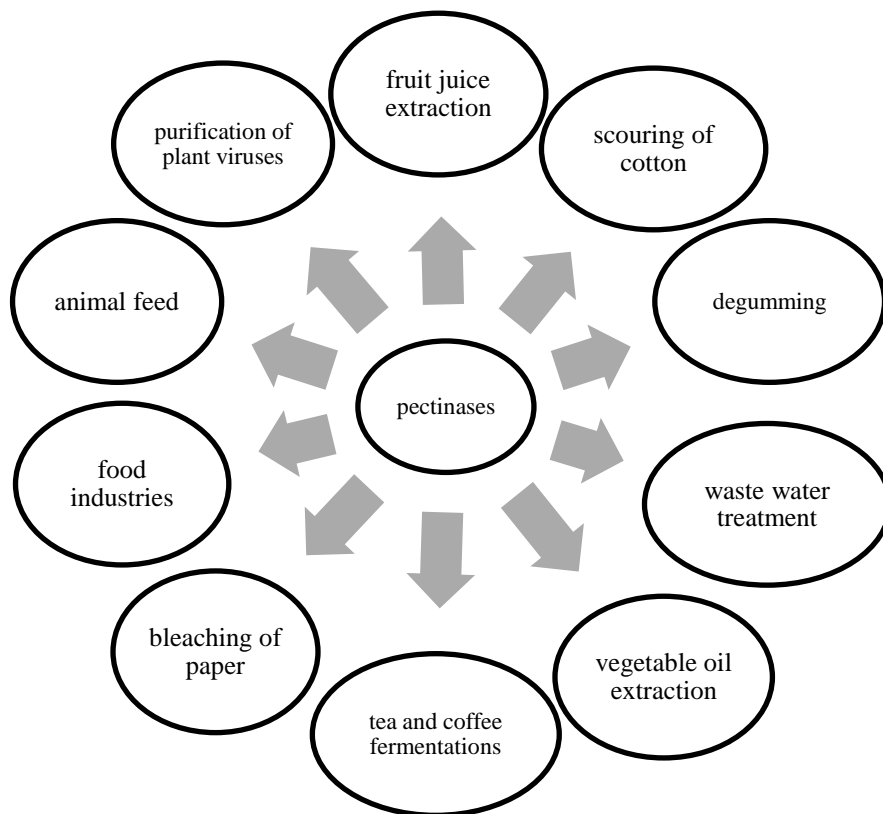 fruit juice
extraction
scouring of
cotton
degumming
waste water
treatment
vegetable oil
extraction
tea and coffee
fermentations
bleaching of
paper
food
industries
animal feed
purification of
plant viruses
pectinases